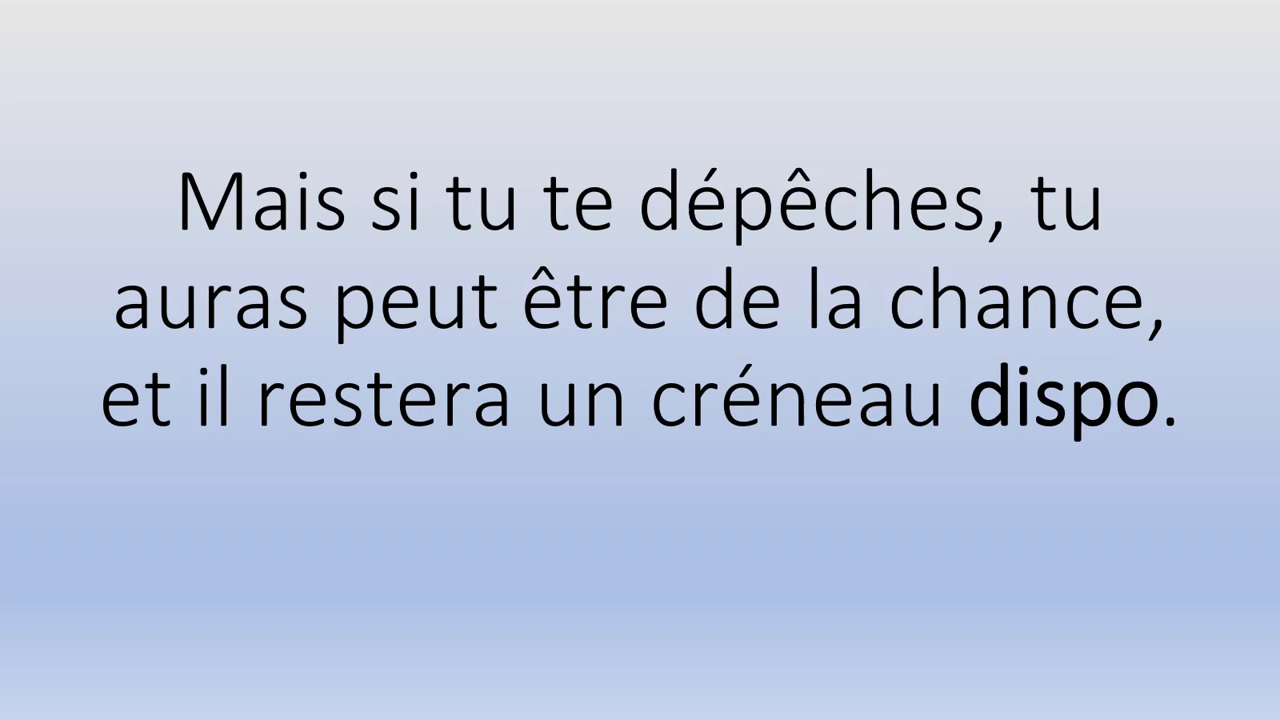 Mais si tu te dépêches, tu
auras peut être de la chance,
et il restera un créneau dispo.